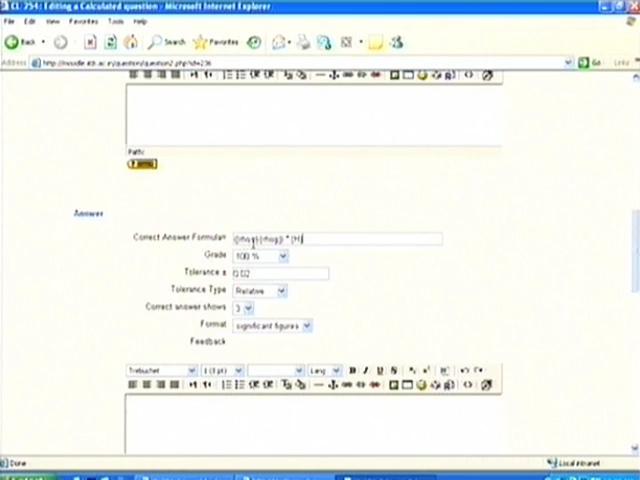 CL 254: Editing a Calculated question - Microsoft Internet Explorer
File Edit View Favorites Tools Help
Back Search Favorites
Address Go Links
Path:
Answer
Correct Answer Formula=
Grade 100 %
Tolerance ± 0.02
Tolerance Type Relative
Correct answer shows 3
Format significant figures
Feedback
Trebuchet 1 (8 pt) Lang B I U S
Done Local intranet